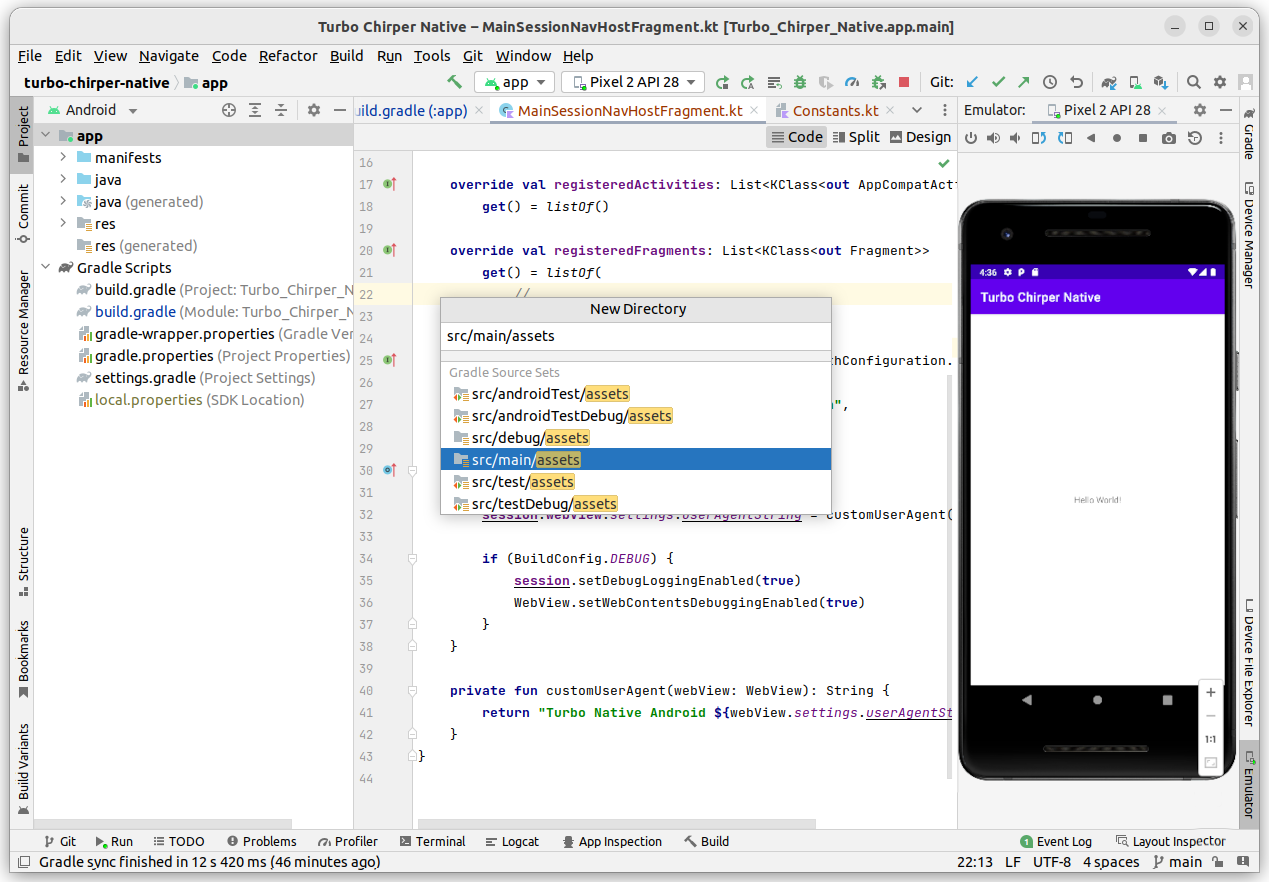 Turbo Chirper Native – MainSessionNavHostFragment.kt [Turbo_Chirper_Native.app.main]
File Edit View Navigate Code Refactor Build Run Tools Git Window Help
turbo-chirper-native app
app Pixel 2 API 28 Git:
Android
uild.gradle (:app) MainSessionNavHostFragment.kt Constants.kt
Emulator: Pixel 2 API 28
Code Split Design
Project
Commit
Resource Manager
Structure
Bookmarks
Build Variants
app
manifests
java
java (generated)
res
res (generated)
Gradle Scripts
build.gradle (Project: Turbo_Chirper_N
build.gradle (Module: Turbo_Chirper_N
gradle-wrapper.properties (Gradle Ver
gradle.properties (Project Properties)
settings.gradle (Project Settings)
local.properties (SDK Location)
16
17 override val registeredActivities: List<KClass<out AppCompatAct
18 get() = listOf()
19
20 override val registeredFragments: List<KClass<out Fragment>>
21 get() = listOf(
22 //
23
24
25 thConfiguration.
26
27 ",
28
29
30
31
32 session.webView.settings.userAgentString = customUserAgent(
33
34 if (BuildConfig.DEBUG) {
35 session.setDebugLoggingEnabled(true)
36 WebView.setWebContentsDebuggingEnabled(true)
37 }
38 }
39
40 private fun customUserAgent(webView: WebView): String {
41 return "Turbo Native Android ${webView.settings.userAgentSt
42 }
43 }
44
New Directory
src/main/assets
Gradle Source Sets
src/androidTest/assets
src/androidTestDebug/assets
src/debug/assets
src/main/assets
src/test/assets
src/testDebug/assets
4:36
Turbo Chirper Native
Hello World!
1:1
Gradle
Device Manager
Device File Explorer
Emulator
Git Run TODO Problems Profiler Terminal Logcat App Inspection Build 1 Event Log Layout Inspector
Gradle sync finished in 12 s 420 ms (46 minutes ago) 22:13 LF UTF-8 4 spaces main